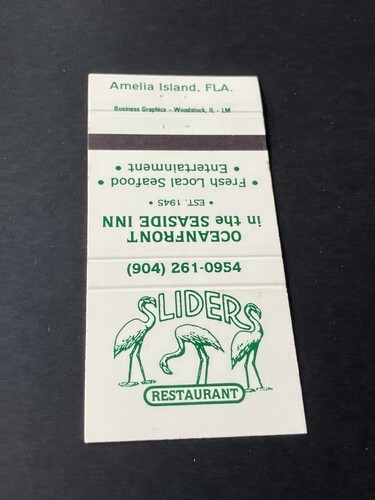 Amelia Island, FLA.
Business Graphics - Woodstock, IL - LM
OCEANFRONT
in the SEASIDE INN
• EST. 1945 •
• Fresh Local Seafood •
• Entertainment •
(904) 261-0954
SLIDERS
RESTAURANT